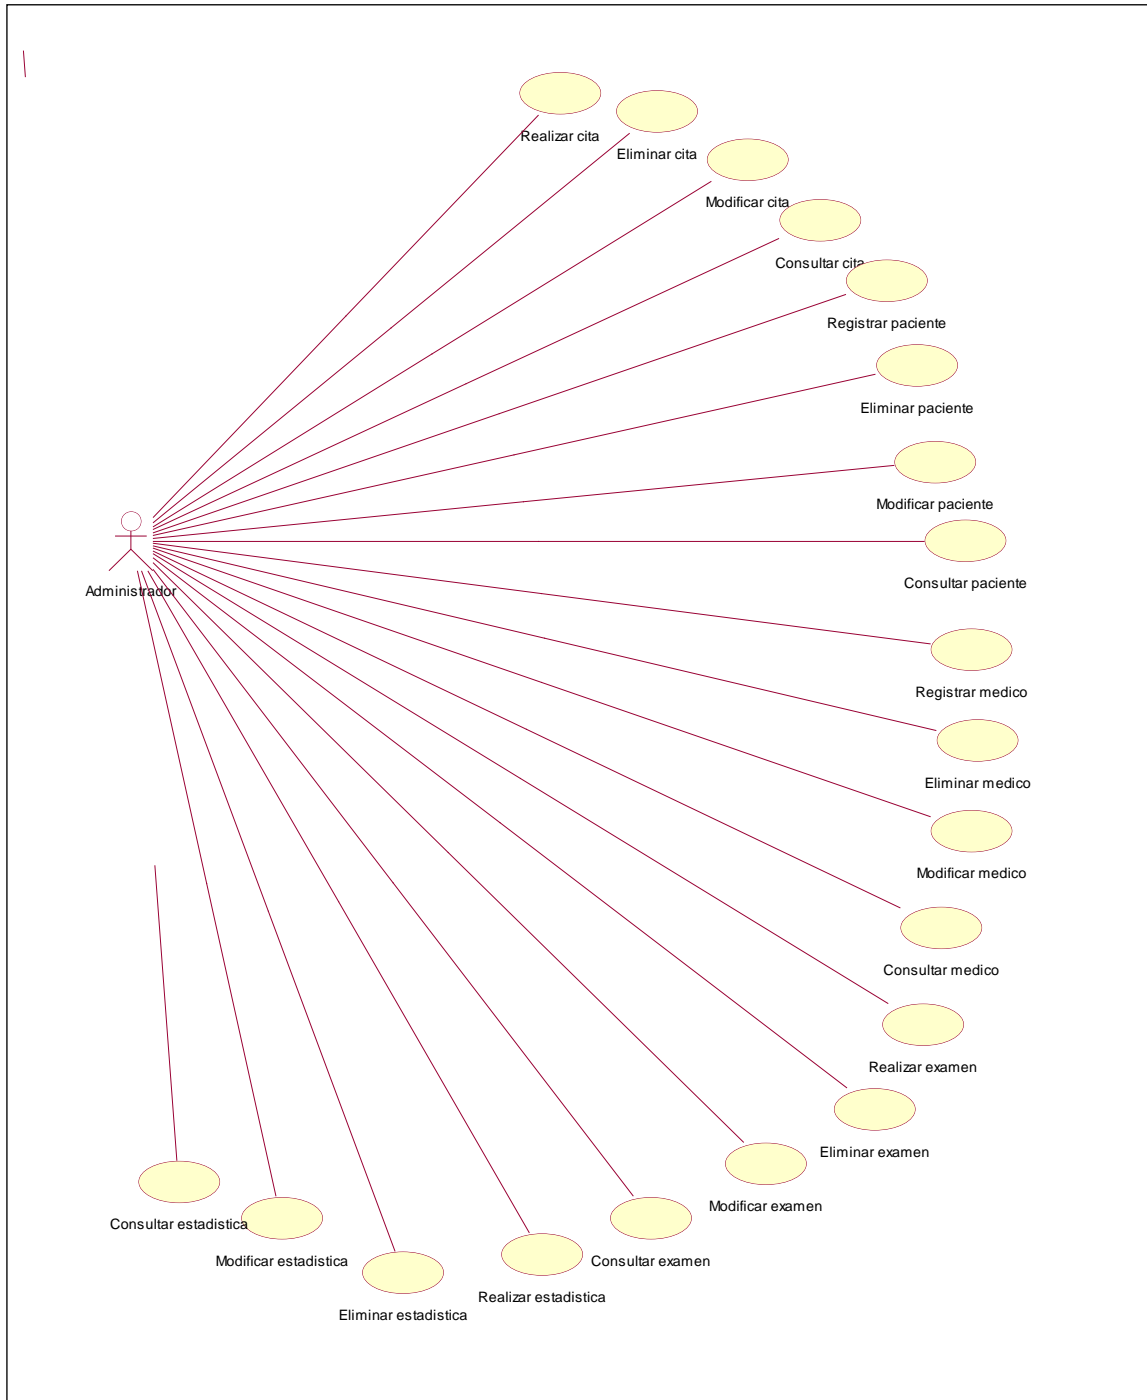 Realizar cita
Eliminar cita
Modificar cita
Consultar cita
Registrar paciente
Eliminar paciente
Modificar paciente
Consultar paciente
Administrador
Registrar medico
Eliminar medico
Modificar medico
Consultar medico
Realizar examen
Eliminar examen
Modificar examen
Consultar estadistica
Modificar estadistica
Consultar examen
Realizar estadistica
Eliminar estadistica